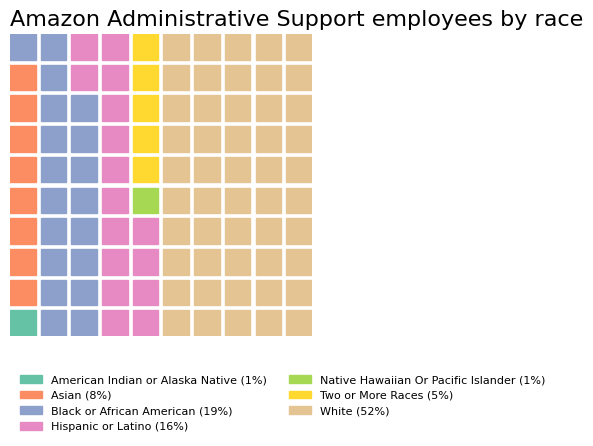 Amazon Administrative Support employees by race
American Indian or Alaska Native (1%)
Asian (8%)
Black or African American (19%)
Hispanic or Latino (16%)
Native Hawaiian Or Pacific Islander (1%)
Two or More Races (5%)
White (52%)